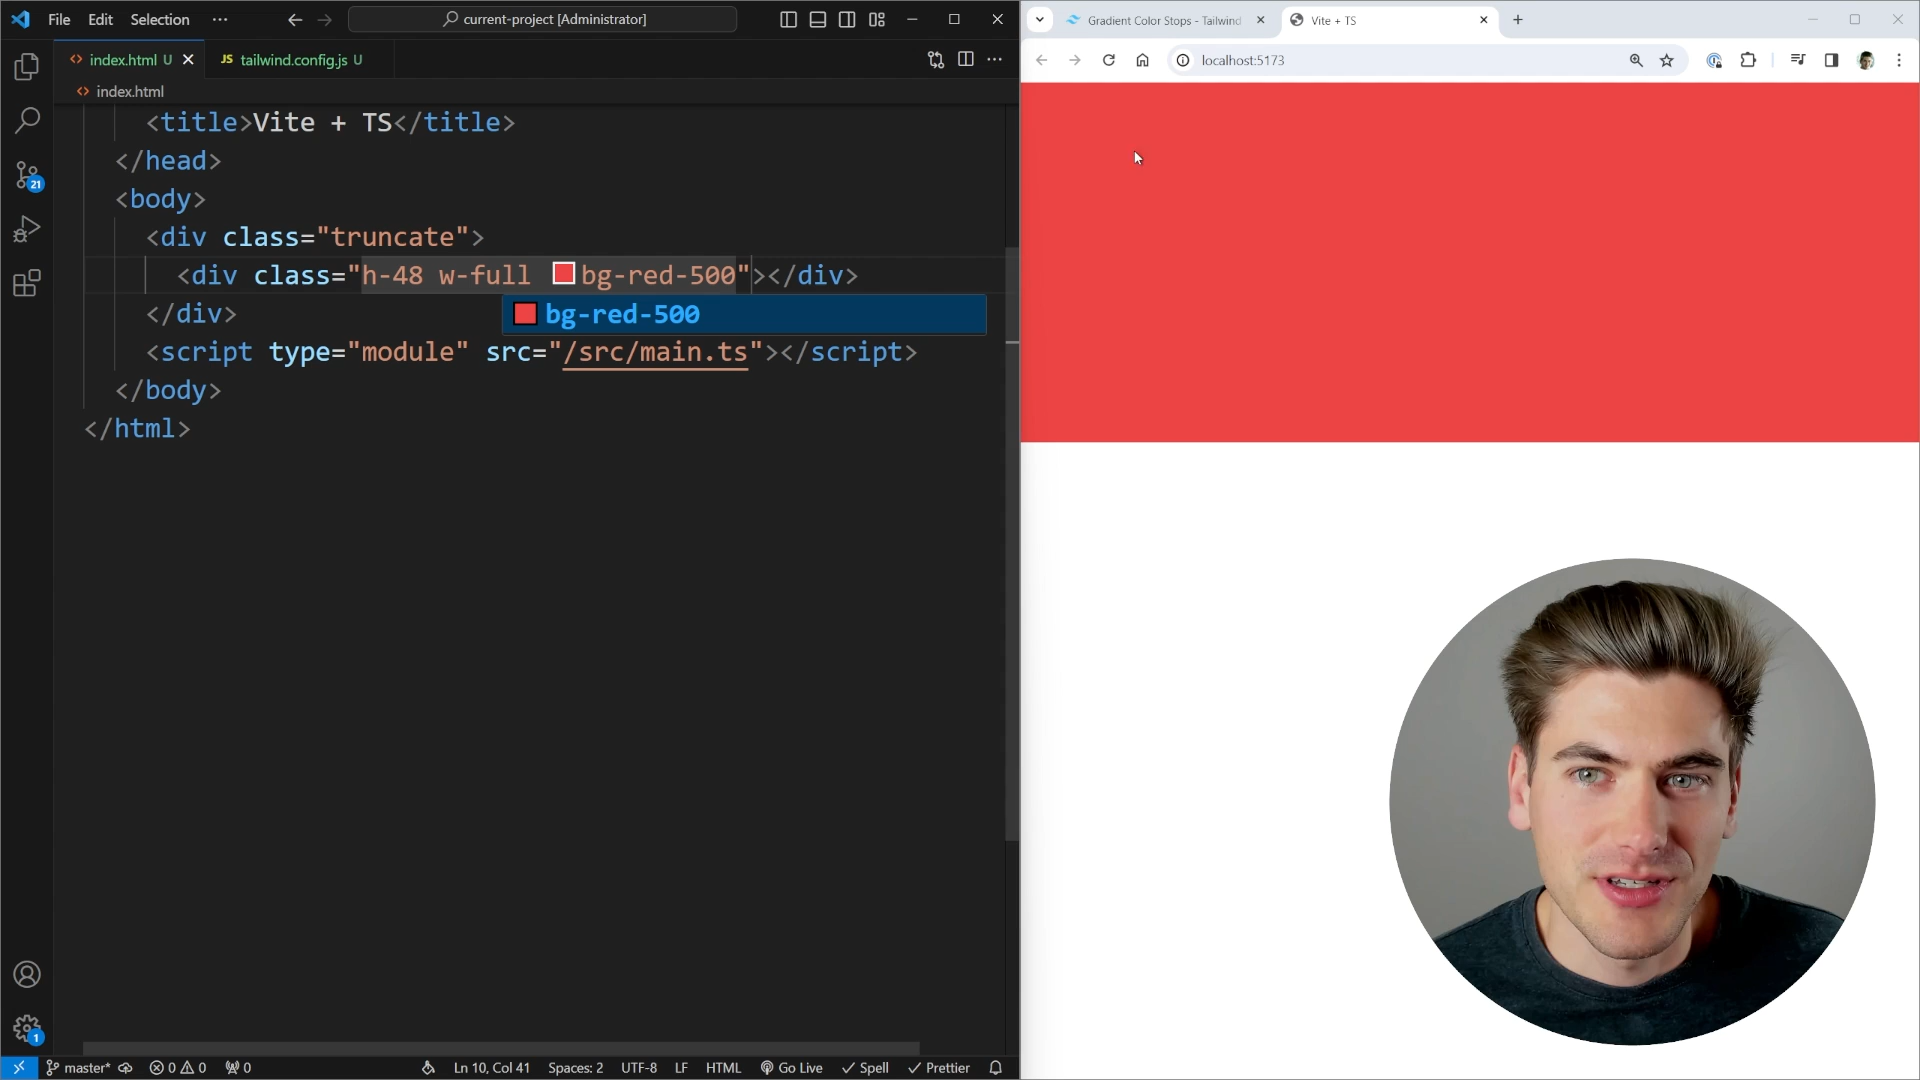 File Edit Selection ···
current-project [Administrator]
index.html U
JS tailwind.config.js U
index.html
<title>Vite + TS</title>
</head>
<body>
<div class="truncate">
<div class="h-48 w-full bg-red-500"></div>
bg-red-500
</div>
<script type="module" src="/src/main.ts"></script>
</body>
</html>
21
1
master* 0 0 0 Ln 10, Col 41 Spaces: 2 UTF-8 LF HTML Go Live Spell Prettier
Gradient Color Stops - Tailwind
Vite + TS
localhost:5173